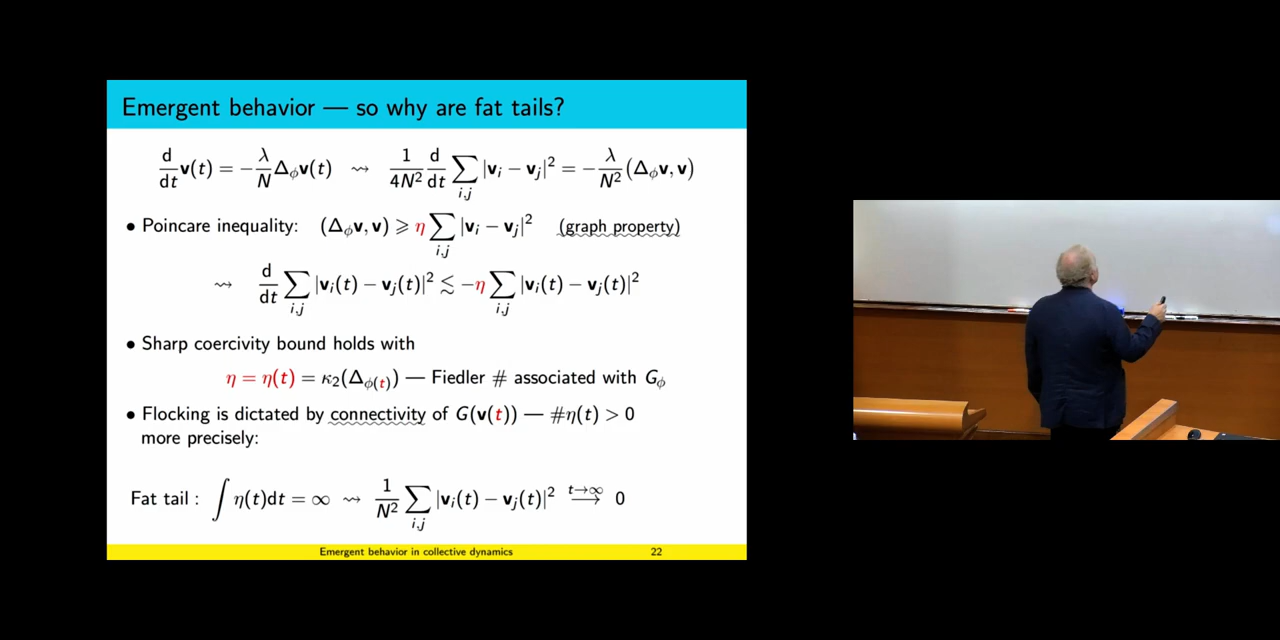 Emergent behavior — so why are fat tails?
d/dt v(t) = −λ/N Δ_ϕ v(t) ⇝ 1/4N² d/dt ∑_{i,j} |v_i − v_j|² = −λ/N² (Δ_ϕ v, v)
• Poincare inequality: (Δ_ϕ v, v) ⩾ η ∑_{i,j} |v_i − v_j|² (graph property)
⇝ d/dt ∑_{i,j} |v_i(t) − v_j(t)|² ≲ −η ∑_{i,j} |v_i(t) − v_j(t)|²
• Sharp coercivity bound holds with
η = η(t) = κ₂(Δ_{ϕ(t)}) — Fiedler # associated with G_ϕ
• Flocking is dictated by connectivity of G(v(t)) — #η(t) > 0
more precisely:
Fat tail : ∫ η(t)dt = ∞ ⇝ 1/N² ∑_{i,j} |v_i(t) − v_j(t)|² t→∞⟶ 0
Emergent behavior in collective dynamics 22